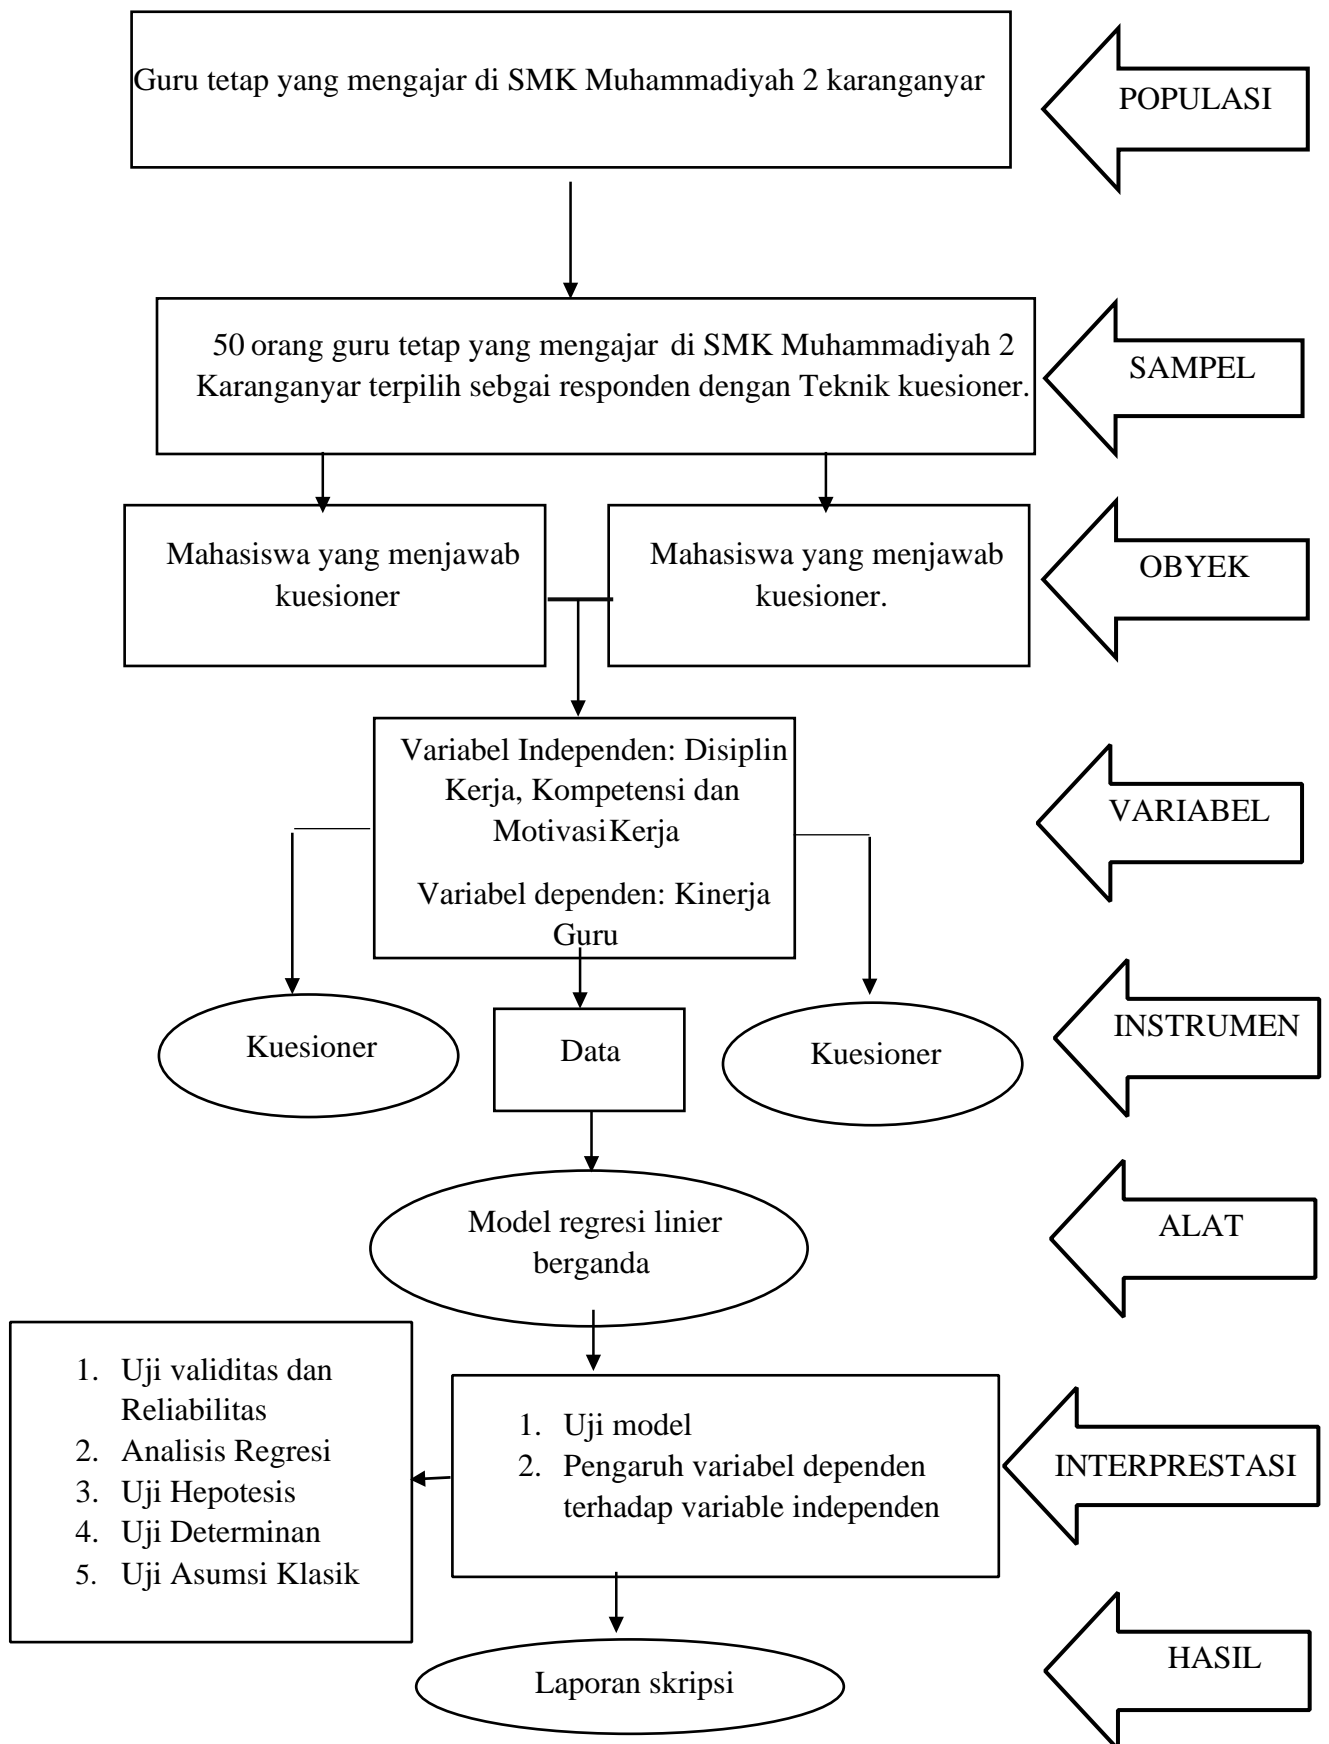 Guru tetap yang mengajar di SMK Muhammadiyah 2 karanganyar
POPULASI
50 orang guru tetap yang mengajar di SMK Muhammadiyah 2
Karanganyar terpilih sebgai responden dengan Teknik kuesioner.
SAMPEL
Mahasiswa yang menjawab
kuesioner
Mahasiswa yang menjawab
kuesioner.
OBYEK
Variabel Independen: Disiplin
Kerja, Kompetensi dan
Motivasi Kerja
Variabel dependen: Kinerja
Guru
VARIABEL
Kuesioner
Data
Kuesioner
INSTRUMEN
Model regresi linier
berganda
ALAT
1. Uji validitas dan
Reliabilitas
2. Analisis Regresi
3. Uji Hepotesis
4. Uji Determinan
5. Uji Asumsi Klasik
1. Uji model
2. Pengaruh variabel dependen
terhadap variable independen
INTERPRESTASI
Laporan skripsi
HASIL